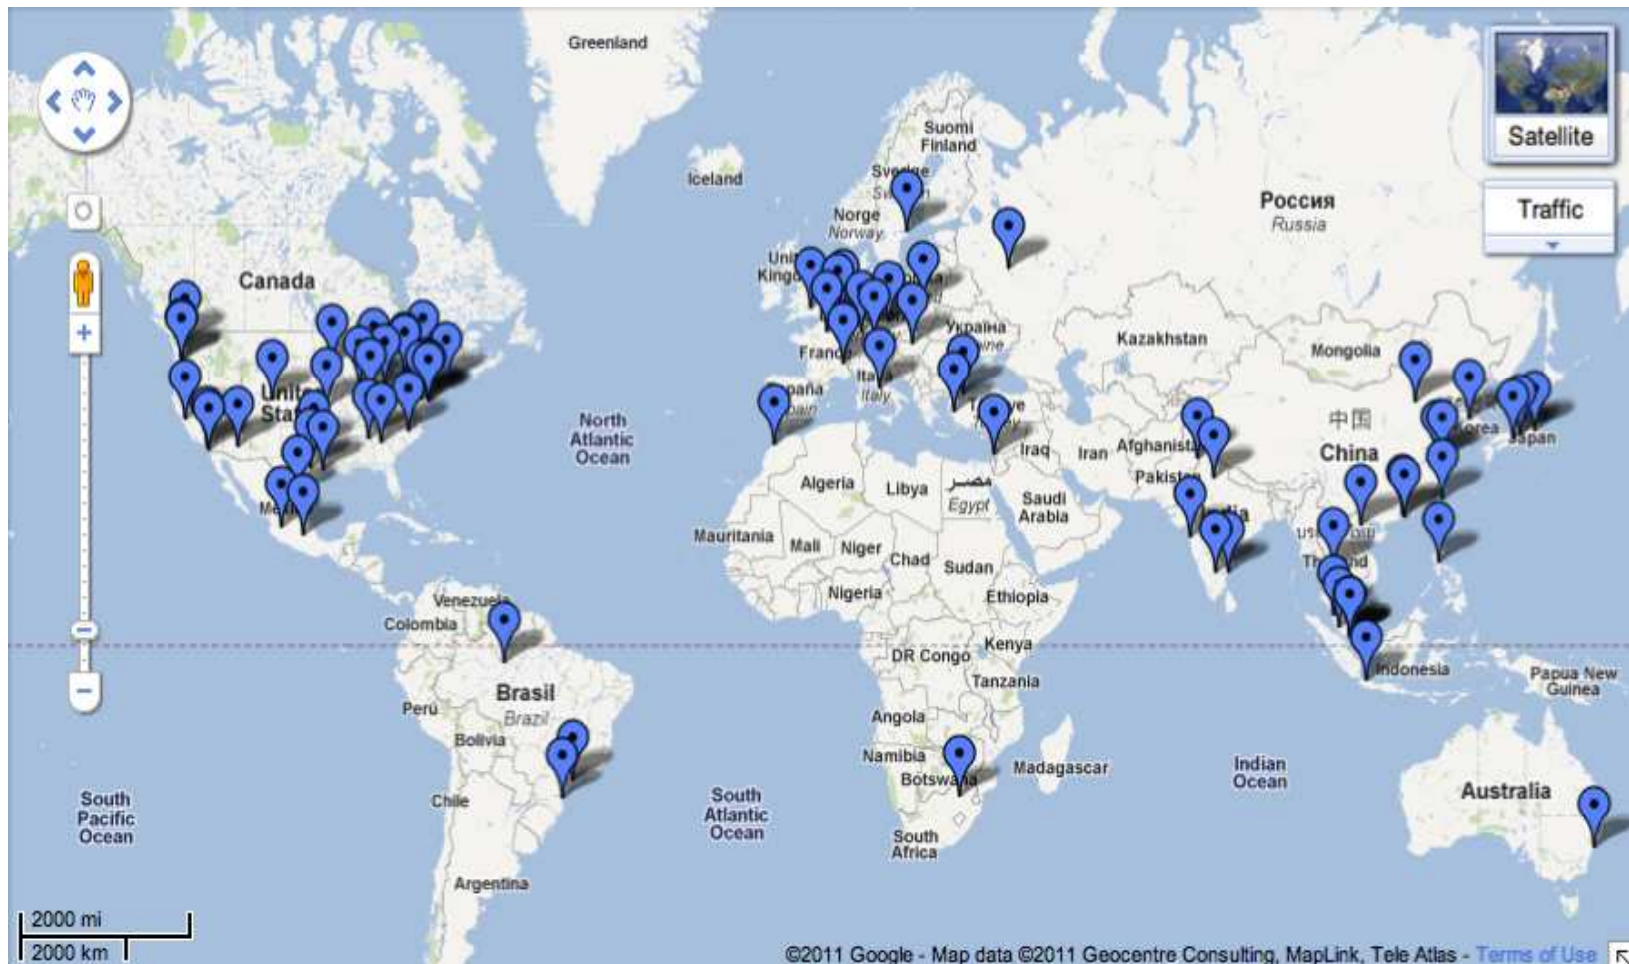 Greenland
Satellite
Traffic
Suomi
Finland
Iceland
Norge
Norway
Россия
Russia
Canada
Kazakhstan
Mongolia
Italy
中国
China
Japan
Iraq
Iran
North
Atlantic
Ocean
Algeria
Libya
مصر
Egypt
Saudi
Arabia
Mauritania
Mali
Niger
Chad
Sudan
Nigeria
Ethiopia
Venezuela
Colombia
DR Congo
Kenya
Tanzania
Indonesia
Papua New
Guinea
Brasil
Brazil
Perú
Bolivia
Angola
Namibia
Botswana
Madagascar
Indian
Ocean
South
Pacific
Ocean
Chile
South
Atlantic
Ocean
South
Africa
Australia
Argentina
2000 mi
2000 km
©2011 Google - Map data ©2011 Geocentre Consulting, MapLink, Tele Atlas - Terms of Use